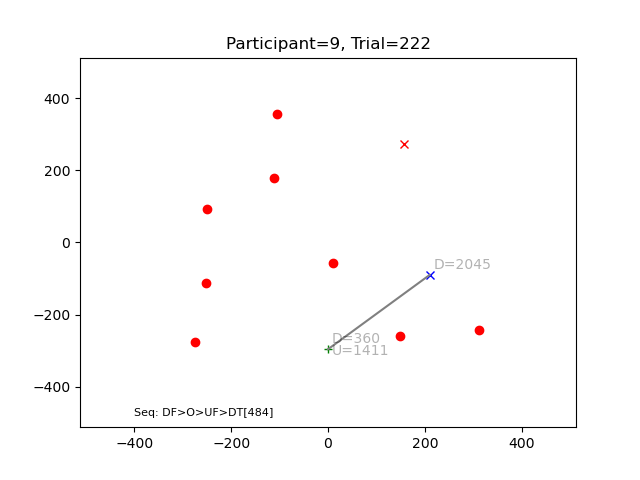 Participant=9, Trial=222
400
200
0
−200
−400
D=2045
D=360
U=1411
Seq: DF>O>UF>DT[484]
−400 −200 0 200 400